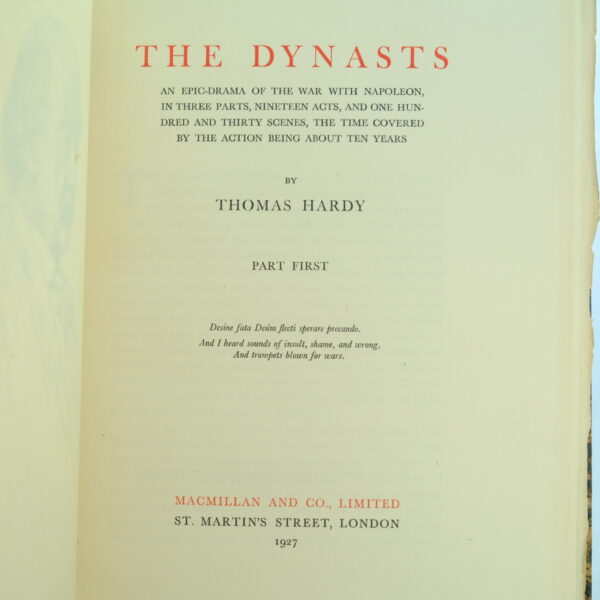 THE DYNASTS
AN EPIC-DRAMA OF THE WAR WITH NAPOLEON,
IN THREE PARTS, NINETEEN ACTS, AND ONE HUN-
DRED AND THIRTY SCENES, THE TIME COVERED
BY THE ACTION BEING ABOUT TEN YEARS
BY
THOMAS HARDY
PART FIRST
Desine fata Deûm flecti sperare precando.
And I heard sounds of insult, shame, and wrong,
And trumpets blown for wars.
MACMILLAN AND CO., LIMITED
ST. MARTIN'S STREET, LONDON
1927